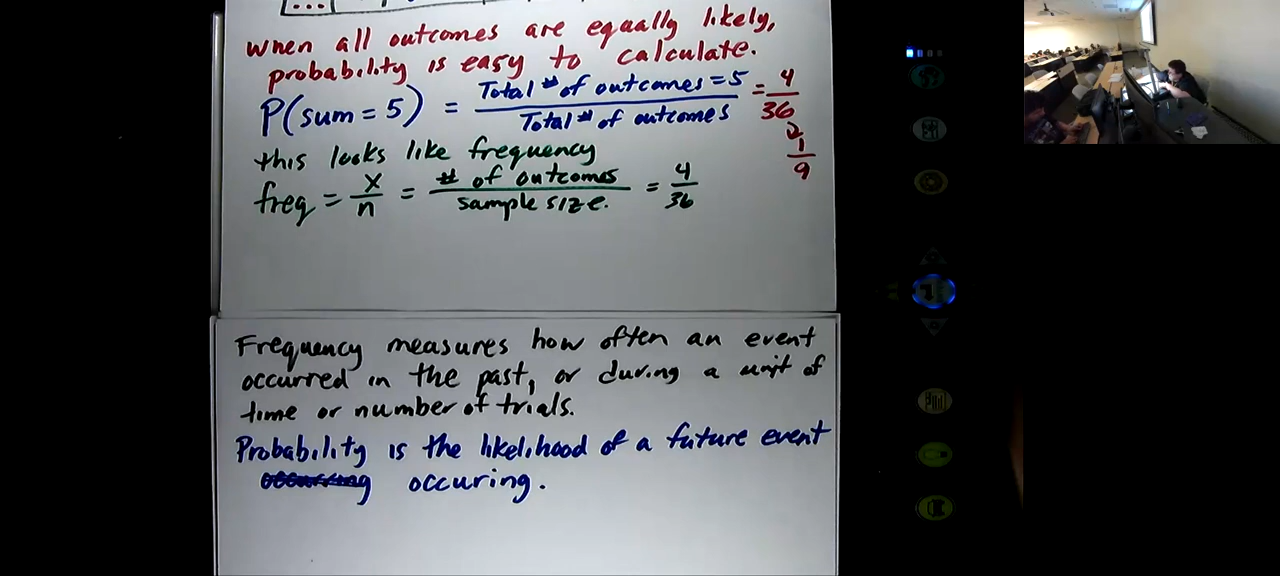 ...
When all outcomes are equally likely,
probability is easy to calculate.
P(sum = 5) = Total # of outcomes = 5 / Total # of outcomes = 4/36
1/9
this looks like frequency
freq = x/n = # of outcomes / sample size. = 4/36
Frequency measures how often an event
occurred in the past, or during a unit of
time or number of trials.
Probability is the likelihood of a future event
occuring.